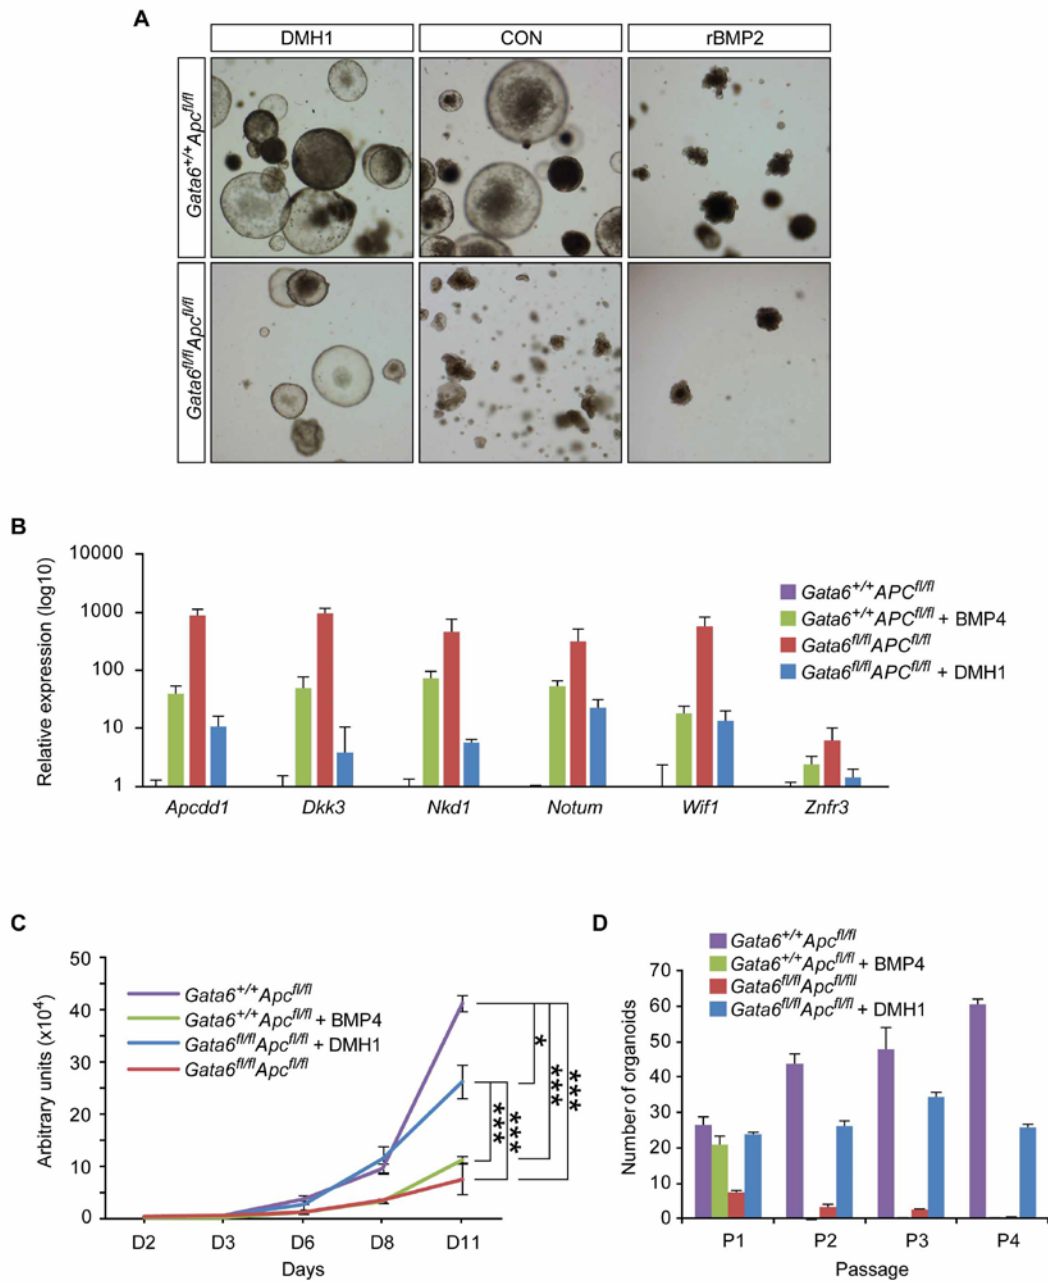 A
DMH1 CON rBMP2
Gata6+/+Apcfl/fl
Gata6fl/flApcfl/fl
B
Relative expression (log10)
10000
1000
100
10
1
Apcdd1 Dkk3 Nkd1 Notum Wif1 Znfr3
Gata6+/+APCfl/fl
Gata6+/+APCfl/fl + BMP4
Gata6fl/flAPCfl/fl
Gata6fl/flAPCfl/fl + DMH1
C
Arbitrary units (x10⁴)
50
40
30
20
10
0
Gata6+/+Apcfl/fl
Gata6+/+Apcfl/fl + BMP4
Gata6fl/flApcfl/fl + DMH1
Gata6fl/flApcfl/fl
*
***
***
***
***
D2 D3 D6 D8 D11
Days
D
Gata6+/+Apcfl/fl
Gata6+/+Apcfl/fl + BMP4
Gata6fl/flApcfl/fll
Gata6fl/flApcfl/fl + DMH1
Number of organoids
70
60
50
40
30
20
10
0
P1 P2 P3 P4
Passage